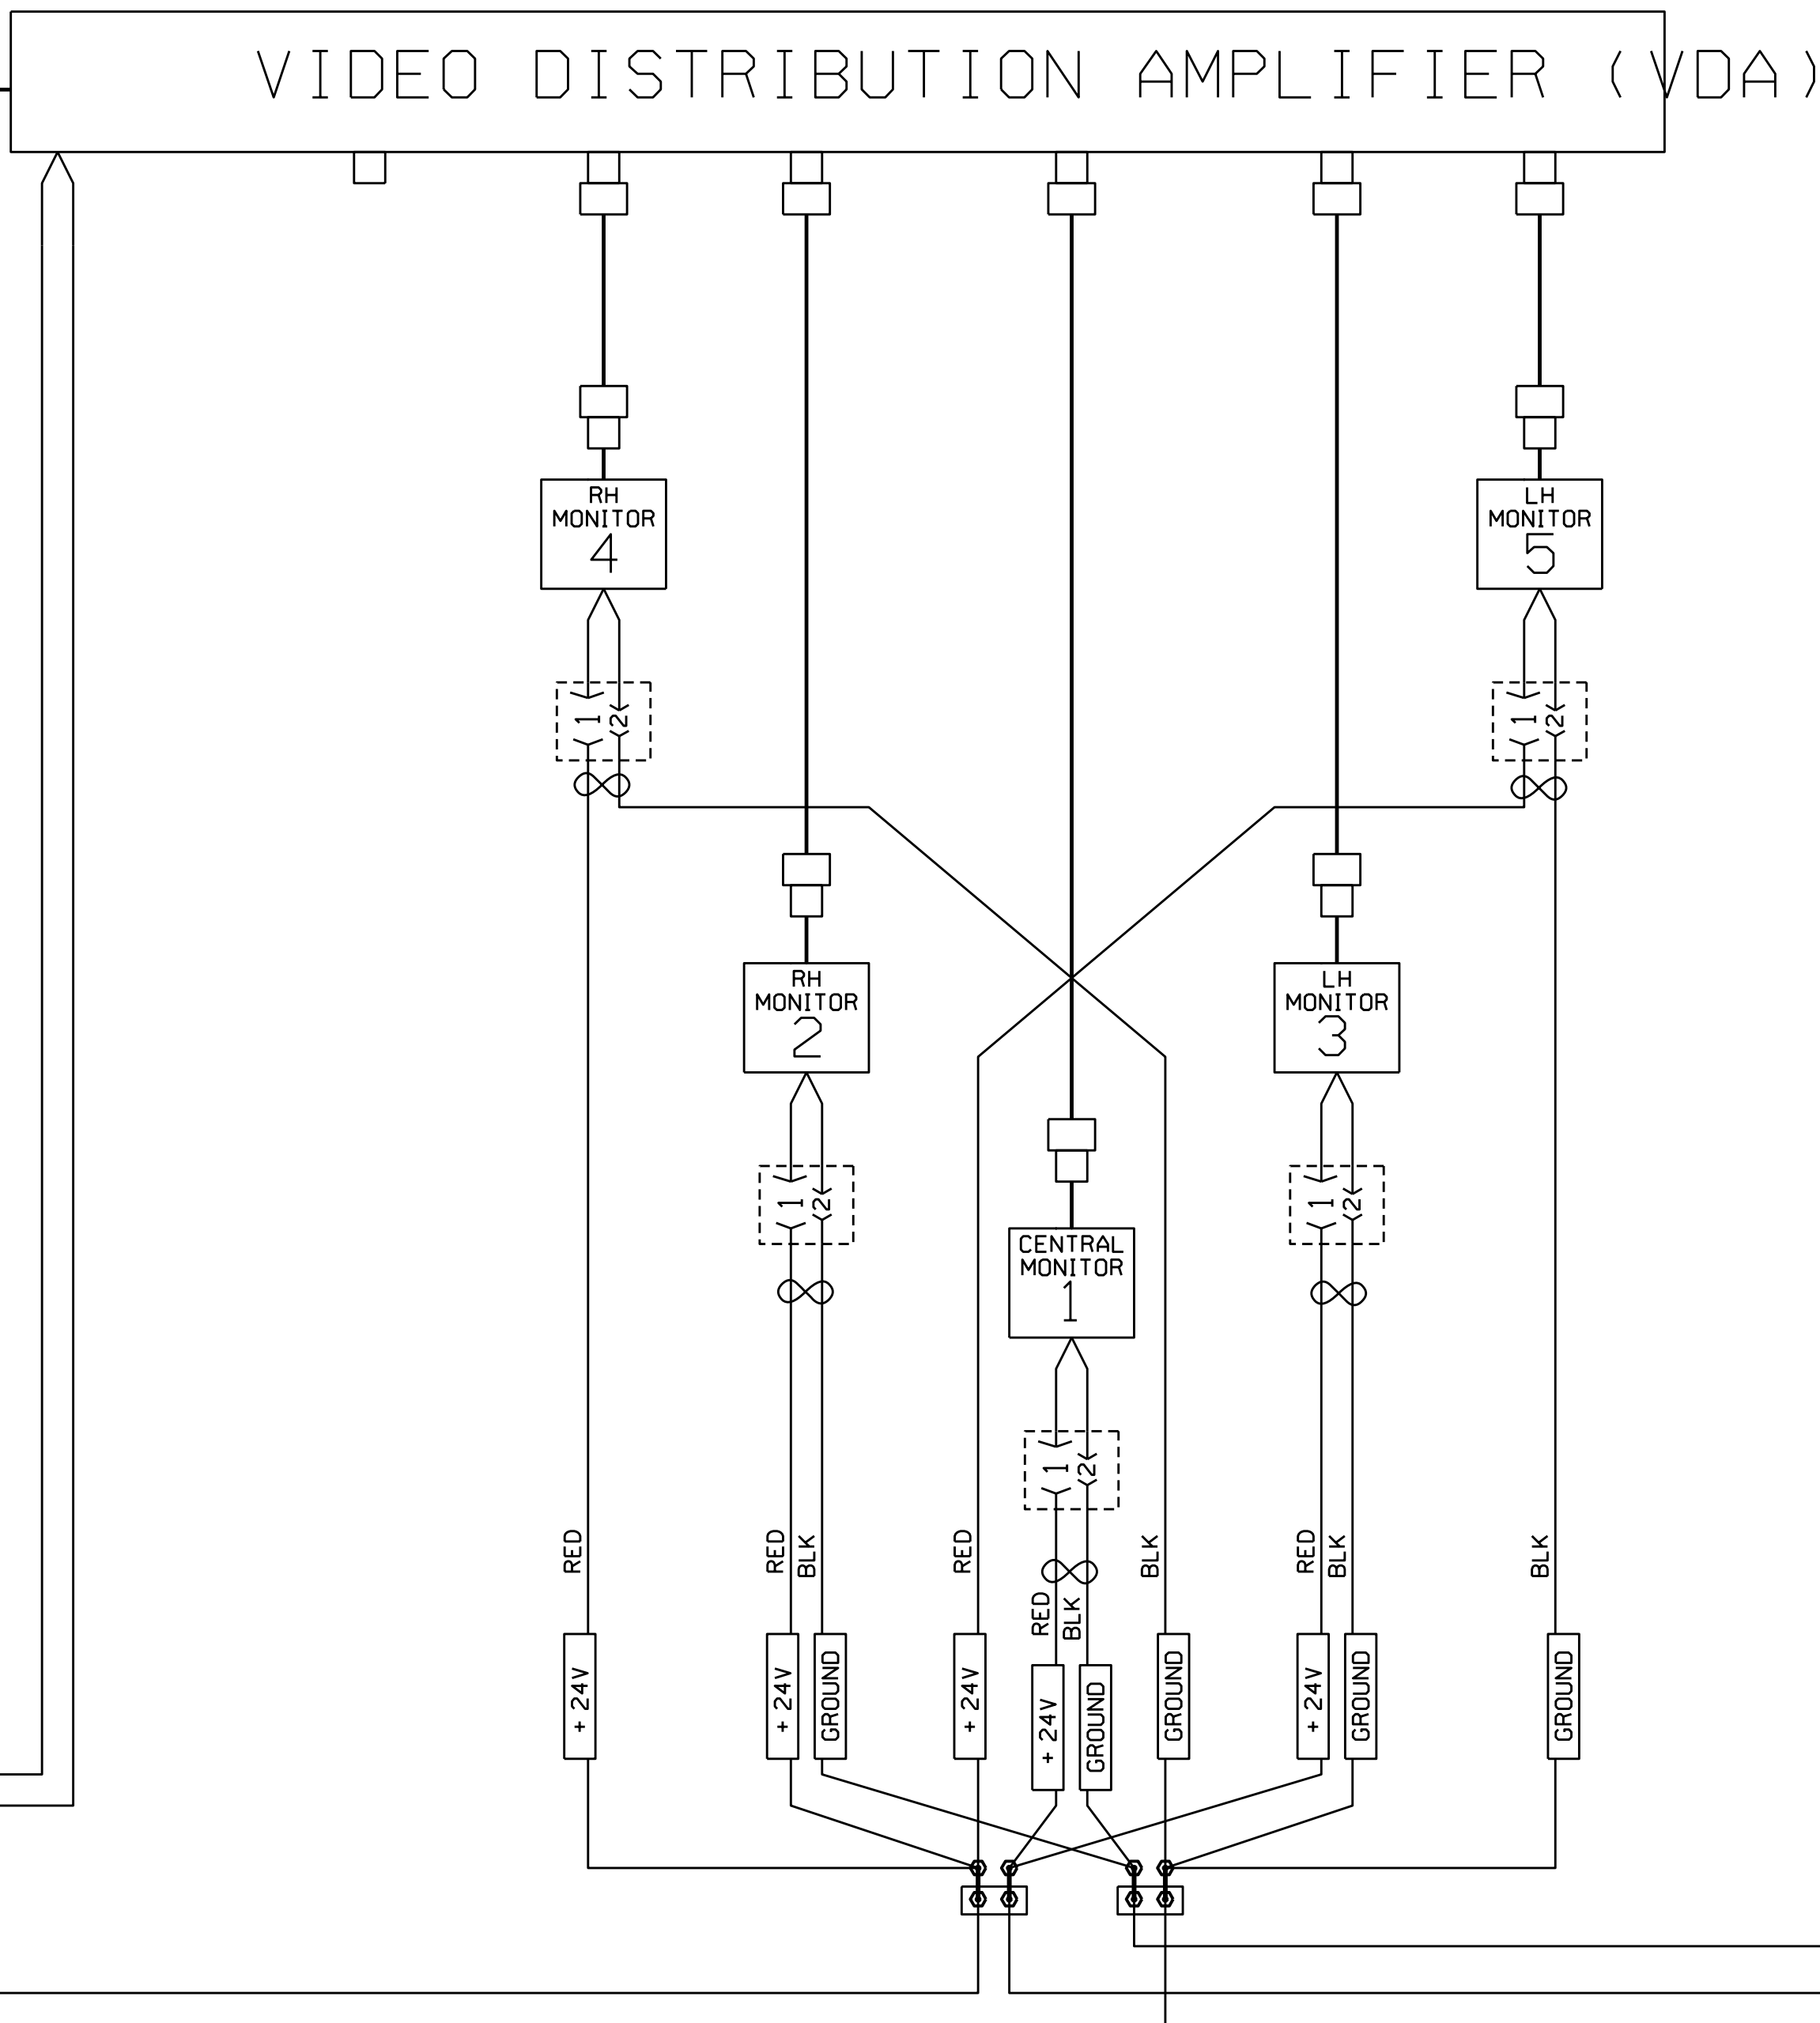 VIDEO DISTRIBUTION AMPLIFIER (VDA)
RH
MONITOR
4
LH
MONITOR
5
1
2
1
2
RH
MONITOR
2
LH
MONITOR
3
1
2
1
2
CENTRAL
MONITOR
1
1
2
RED
RED
BLK
RED
RED
BLK
BLK
RED
BLK
BLK
+ 24V
+ 24V
GROUND
+ 24V
+ 24V
GROUND
GROUND
+ 24V
GROUND
GROUND